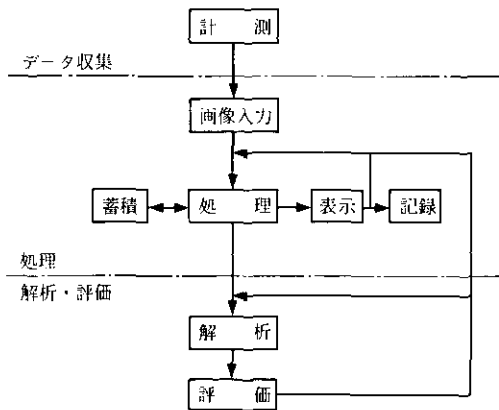 計 測
データ収集
画像入力
蓄積 処 理 表示 記録
処理
解析・評価
解 析
評 価